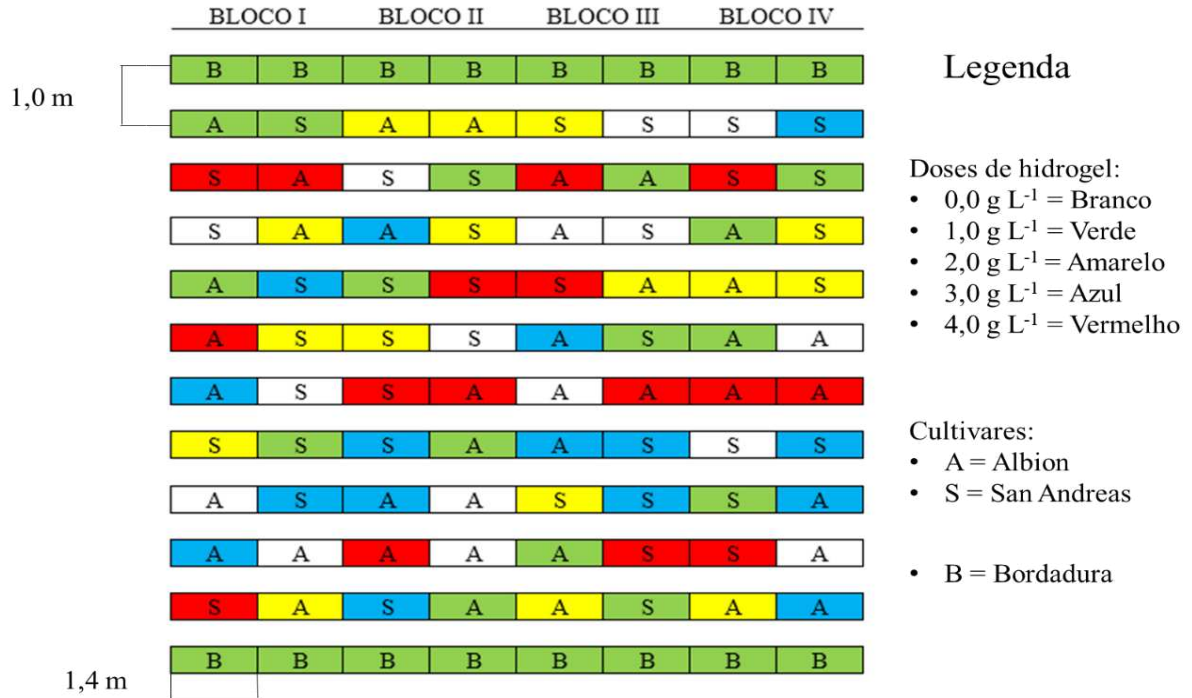 BLOCO I BLOCO II BLOCO III BLOCO IV
B B B B B B B B
Legenda
1,0 m
A S A A S S S S
S A S S A A S S
Doses de hidrogel:
• 0,0 g L⁻¹ = Branco
S A A S A S A S
• 1,0 g L⁻¹ = Verde
• 2,0 g L⁻¹ = Amarelo
A S S S S A A S
• 3,0 g L⁻¹ = Azul
• 4,0 g L⁻¹ = Vermelho
A S S S A S A A
A S S A A A A A
Cultivares:
S S S A A S S S
• A = Albion
• S = San Andreas
A S A A S S S A
A A A A A S S A
• B = Bordadura
S A S A A S A A
B B B B B B B B
1,4 m